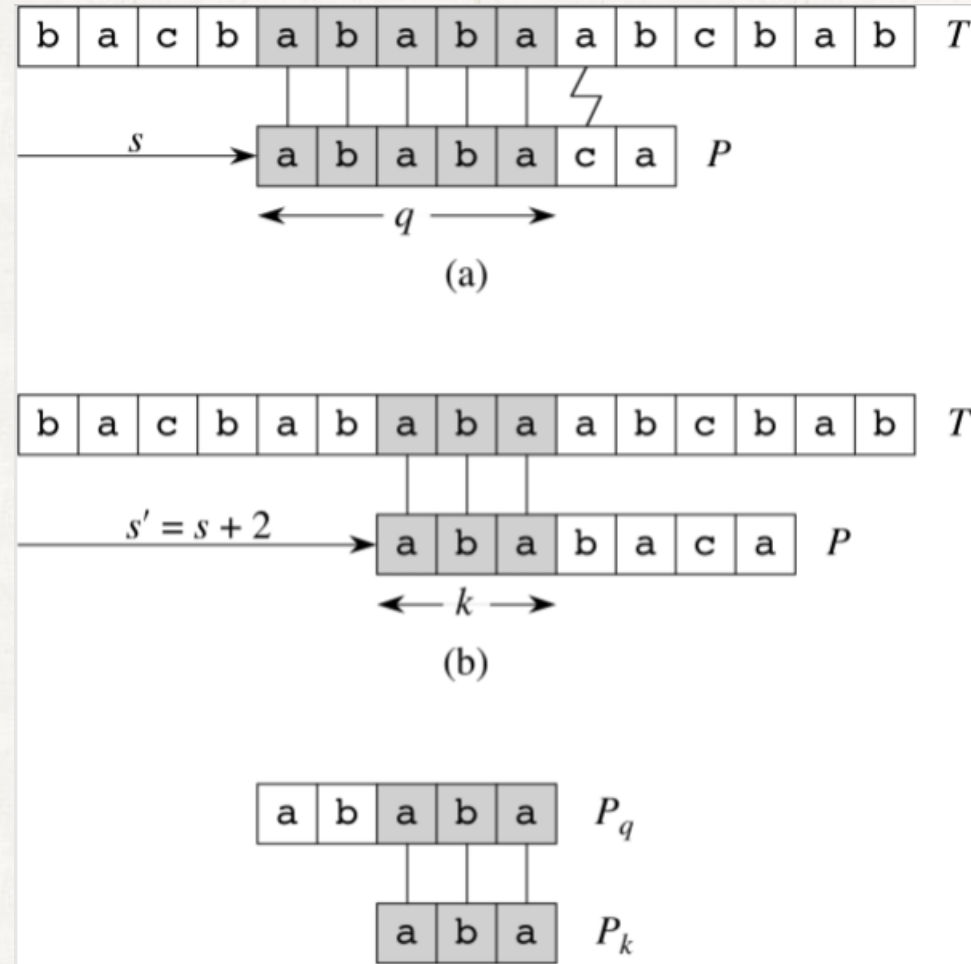 b a c b a b a b a a b c b a b T
s a b a b a c a P
q
(a)
b a c b a b a b a a b c b a b T
s' = s + 2 a b a b a c a P
k
(b)
a b a b a P_q
a b a P_k